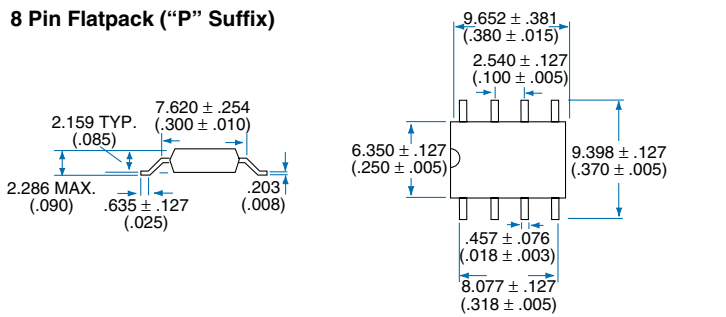 8 Pin Flatpack (“P” Suffix)
9.652 ± .381
(.380 ± .015)
2.540 ± .127
(.100 ± .005)
7.620 ± .254
(.300 ± .010)
2.159 TYP.
(.085)
2.286 MAX.
(.090)
.635 ± .127
(.025)
.203
(.008)
6.350 ± .127
(.250 ± .005)
9.398 ± .127
(.370 ± .005)
.457 ± .076
(.018 ± .003)
8.077 ± .127
(.318 ± .005)